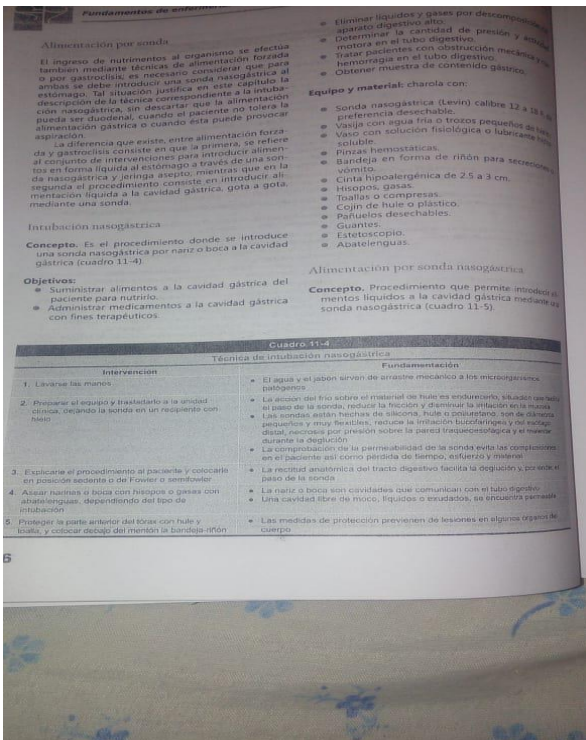 Fundamentos de
Alimentación por sonda
El ingreso de nutrimentos al organismo se efectúa
también mediante técnicas de alimentación forzada
o por gastroclisis, es necesario considerar que para
ambas se debe introducir una sonda nasogástrica al
estómago. Tal situación justifica en este capítulo la
descripción de la técnica correspondiente a la intuba-
ción nasogástrica, sin descartar que la alimentación
pueda ser duodenal, cuando el paciente no tolera la
alimentación gástrica o cuando ésta puede provocar
aspiración.
La diferencia que existe, entre alimentación forza-
da y gastroclisis consiste en que la primera, se refiere
al conjunto de intervenciones para introducir alimen-
tos en forma líquida al estómago a través de una son-
da nasogástrica y jeringa asepto, mientras que en la
segunda el procedimiento consiste en introducir ali-
mentación líquida a la cavidad gástrica, gota a gota,
mediante una sonda.
Intubación nasogástrica
Concepto. Es el procedimiento donde se introduce
una sonda nasogástrica por nariz o boca a la cavidad
gástrica (cuadro 11-4).
Objetivos:
Suministrar alimentos a la cavidad gástrica del
paciente para nutrirlo.
Administrar medicamentos a la cavidad gástrica
con fines terapéuticos.
Eliminar líquidos y gases por
aparato digestivo alto.
Determinar la cantidad de presión y
motora en el tubo digestivo.
Tratar pacientes con obstrucción mecánica
hemorragia en el tubo digestivo.
Obtener muestra de contenido gástrico.
Equipo y material: charola con:
Sonda nasogástrica (Levin) calibre 12 a 18
preferencia desechable.
Vasija con agua fría o trozos pequeños de
Vaso con solución fisiológica o lubricante
soluble.
Pinzas hemostáticas.
Bandeja en forma de riñón para secreciones
vómito.
Cinta hipoalergénica de 2.5 a 3 cm.
Hisopos, gasas.
Toallas o compresas.
Cojín de hule o plástico.
Pañuelos desechables.
Guantes.
Estetoscopio.
Abatelenguas.
Alimentación por sonda nasogástrica
Concepto. Procedimiento que permite introducir
mentos líquidos a la cavidad gástrica mediante
sonda nasogástrica (cuadro 11-5).
Cuadro 11-4
Técnica de intubación nasogástrica
Intervención
Fundamentación
1. Lavarse las manos
El agua y el jabón sirven de arrastre mecánico a los microorganismos
patógenos
2. Preparar el equipo y trasladarlo a la unidad
clínica, dejando la sonda en un recipiente con
hielo
La acción del frío sobre el material de hule es endurecerlo, situación que
el paso de la sonda, reducir la fricción y disminuir la irritación en la mucosa
Las sondas están hechas de silicona, hule o poliuretano, son de diámetros
pequeños y muy flexibles, reduce la irritación bucofaríngea y del esófago
distal, necrosis por presión sobre la pared traqueoesofágica y el malestar
durante la deglución
La comprobación de la permeabilidad de la sonda evita las complicaciones
en el paciente así como pérdida de tiempo, esfuerzo y material
3. Explicarle el procedimiento al paciente y colocarle
en posición sedente o de Fowler o semifowler
La rectitud anatómica del tracto digestivo facilita la deglución y, por ende el
paso de la sonda
4. Asear narinas o boca con hisopos o gasas con
abatelenguas, dependiendo del tipo de
intubación
La nariz o boca son cavidades que comunican con el tubo digestivo
Una cavidad libre de moco, líquidos o exudados, se encuentra permeable
5. Proteger la parte anterior del tórax con hule y
toalla, y colocar debajo del mentón la bandeja-riñón
Las medidas de protección previenen de lesiones en algunos órganos del
cuerpo
6